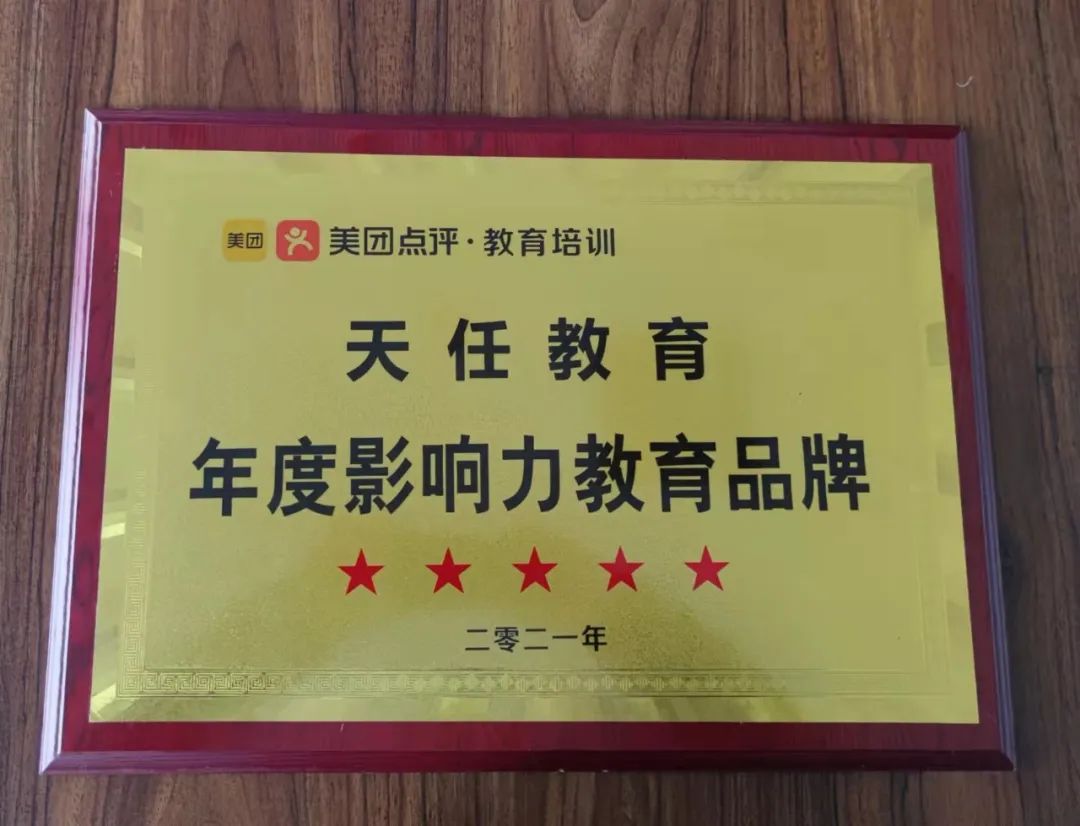 美团 美团点评·教育培训
天任教育
年度影响力教育品牌
二零二一年